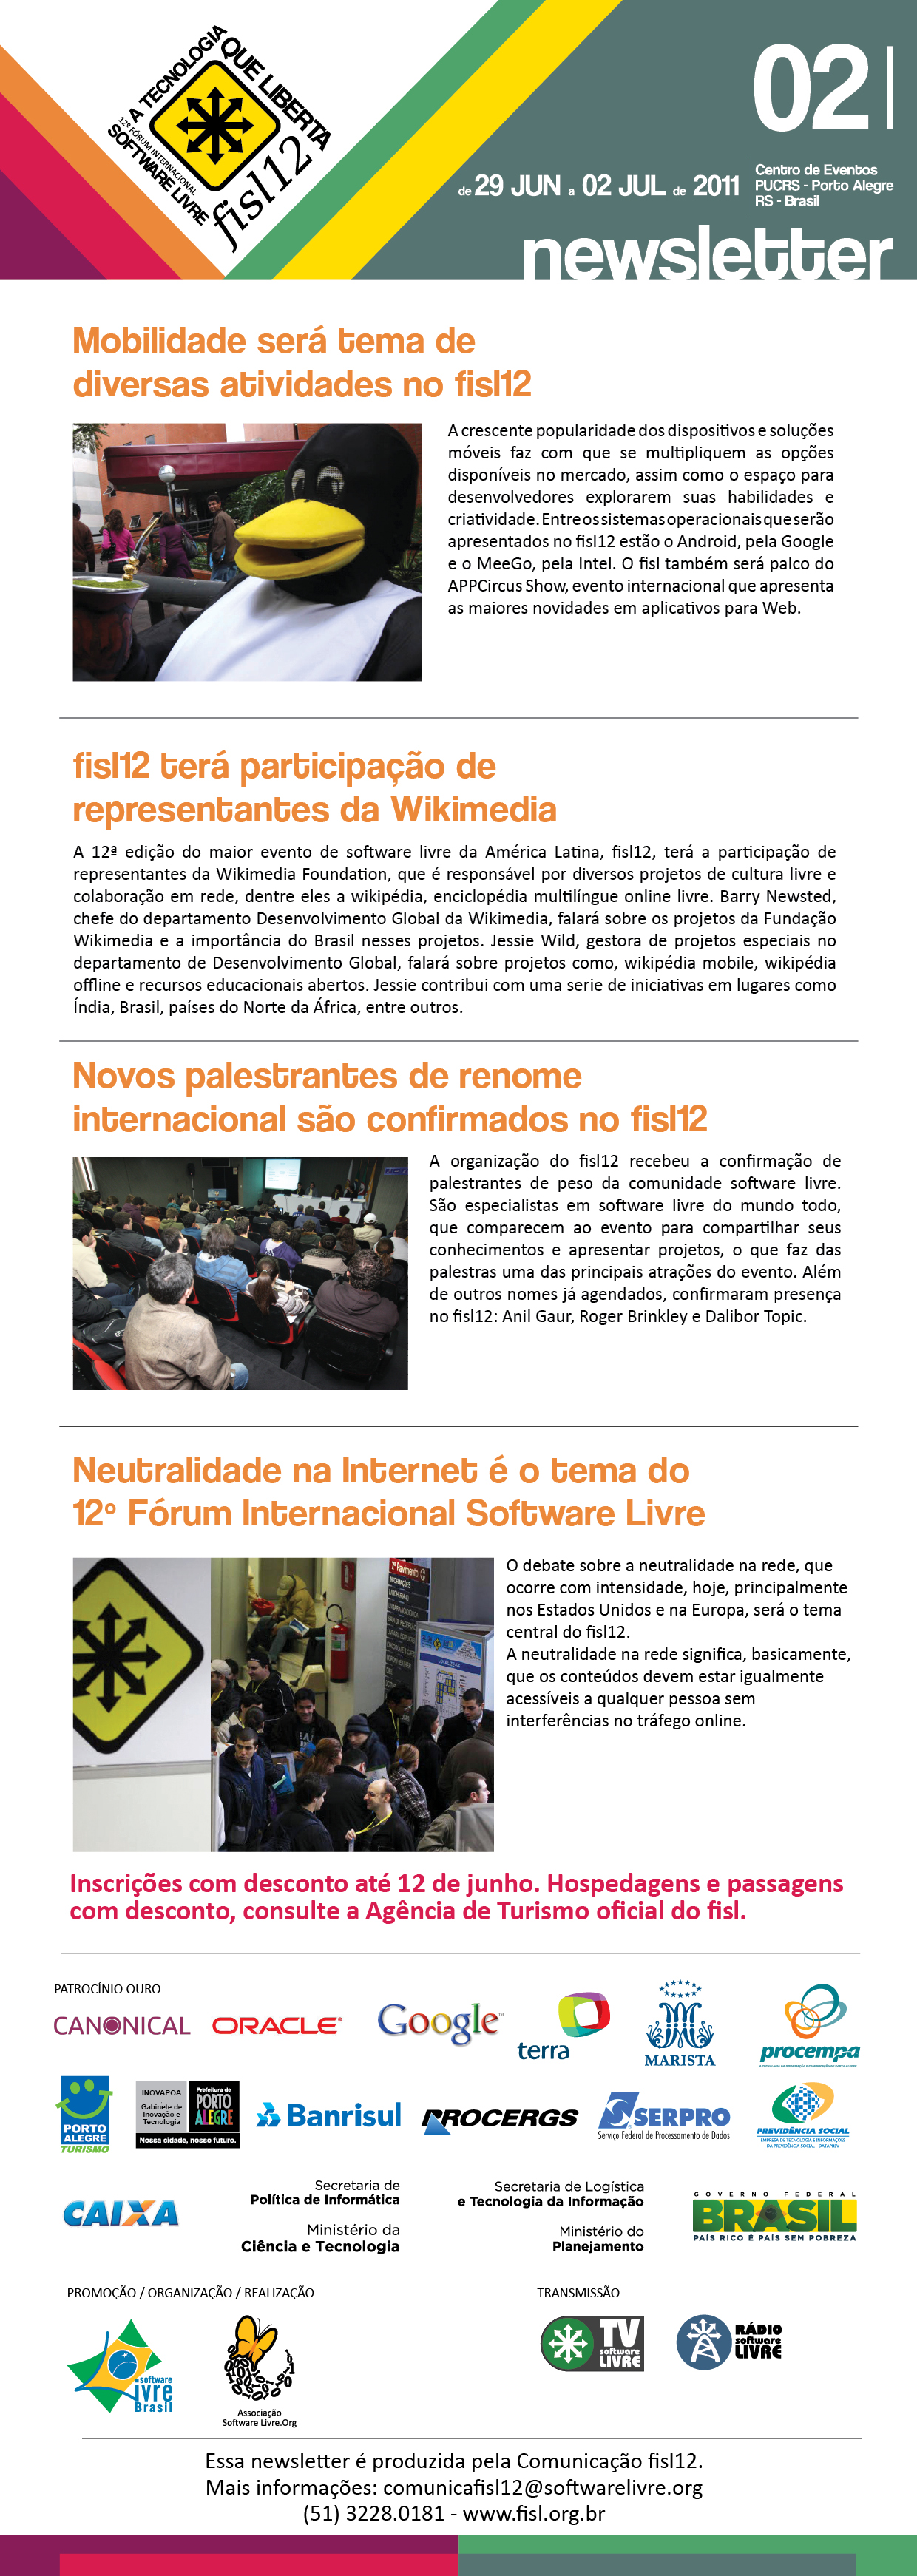 A TECNOLOGIA
QUE LIBERTA
12º FÓRUM INTERNACIONAL
SOFTWARE LIVRE
fisl12
02
de 29 JUN a 02 JUL de 2011
Centro de Eventos
PUCRS - Porto Alegre
RS - Brasil
newsletter
Mobilidade será tema de
diversas atividades no fisl12
A crescente popularidade dos dispositivos e soluções
móveis faz com que se multipliquem as opções
disponíveis no mercado, assim como o espaço para
desenvolvedores explorarem suas habilidades e
criatividade. Entre os sistemas operacionais que serão
apresentados no fisl12 estão o Android, pela Google
e o MeeGo, pela Intel. O fisl também será palco do
APPCircus Show, evento internacional que apresenta
as maiores novidades em aplicativos para Web.
fisl12 terá participação de
representantes da Wikimedia
A 12ª edição do maior evento de software livre da América Latina, fisl12, terá a participação de
representantes da Wikimedia Foundation, que é responsável por diversos projetos de cultura livre e
colaboração em rede, dentre eles a wikipédia, enciclopédia multilíngue online livre. Barry Newsted,
chefe do departamento Desenvolvimento Global da Wikimedia, falará sobre os projetos da Fundação
Wikimedia e a importância do Brasil nesses projetos. Jessie Wild, gestora de projetos especiais no
departamento de Desenvolvimento Global, falará sobre projetos como, wikipédia mobile, wikipédia
offline e recursos educacionais abertos. Jessie contribui com uma serie de iniciativas em lugares como
Índia, Brasil, países do Norte da África, entre outros.
Novos palestrantes de renome
internacional são confirmados no fisl12
A organização do fisl12 recebeu a confirmação de
palestrantes de peso da comunidade software livre.
São especialistas em software livre do mundo todo,
que comparecem ao evento para compartilhar seus
conhecimentos e apresentar projetos, o que faz das
palestras uma das principais atrações do evento. Além
de outros nomes já agendados, confirmaram presença
no fisl12: Anil Gaur, Roger Brinkley e Dalibor Topic.
Neutralidade na Internet é o tema do
12º Fórum Internacional Software Livre
O debate sobre a neutralidade na rede, que
ocorre com intensidade, hoje, principalmente
nos Estados Unidos e na Europa, será o tema
central do fisl12.
A neutralidade na rede significa, basicamente,
que os conteúdos devem estar igualmente
acessíveis a qualquer pessoa sem
interferências no tráfego online.
Inscrições com desconto até 12 de junho. Hospedagens e passagens
com desconto, consulte a Agência de Turismo oficial do fisl.
PATROCÍNIO OURO
CANONICAL
ORACLE
Google
terra
MARISTA
procempa
PORTO
ALEGRE
TURISMO
INOVAPOA
Gabinete de
Inovação e
Tecnologia
Prefeitura de
PORTO
ALEGRE
Nossa cidade, nosso futuro.
Banrisul
PROCERGS
SERPRO
Serviço Federal de Processamento de Dados
PREVIDÊNCIA SOCIAL
EMPRESA DE TECNOLOGIA E INFORMAÇÕES
DA PREVIDÊNCIA SOCIAL - DATAPREV
CAIXA
Secretaria de
Política de Informática
Ministério da
Ciência e Tecnologia
Secretaria de Logística
e Tecnologia da Informação
Ministério do
Planejamento
GOVERNO FEDERAL
BRASIL
PAÍS RICO É PAÍS SEM POBREZA
PROMOÇÃO / ORGANIZAÇÃO / REALIZAÇÃO
TRANSMISSÃO
software
livre
Brasil
Associação
Software Livre.Org
TV
software
LIVRE
RÁDIO
software
LIVRE
Essa newsletter é produzida pela Comunicação fisl12.
Mais informações: comunicafisl12@softwarelivre.org
(51) 3228.0181 - www.fisl.org.br